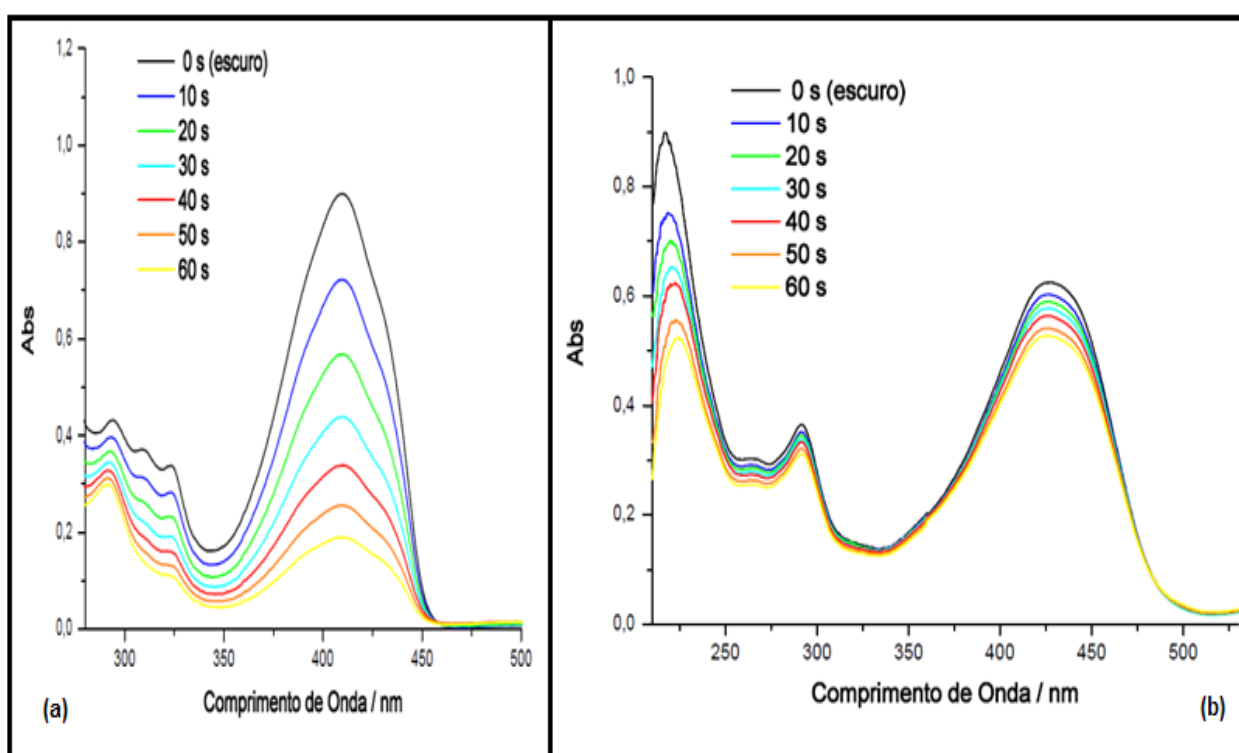 1,2
1,0
0,8
0,6
0,4
0,2
0,0
Abs
0 s (escuro)
10 s
20 s
30 s
40 s
50 s
60 s
300
350
400
450
500
Comprimento de Onda / nm
(a)
1,0
0,8
0,6
0,4
0,2
0,0
Abs
0 s (escuro)
10 s
20 s
30 s
40 s
50 s
60 s
250
300
350
400
450
500
Comprimento de Onda / nm
(b)